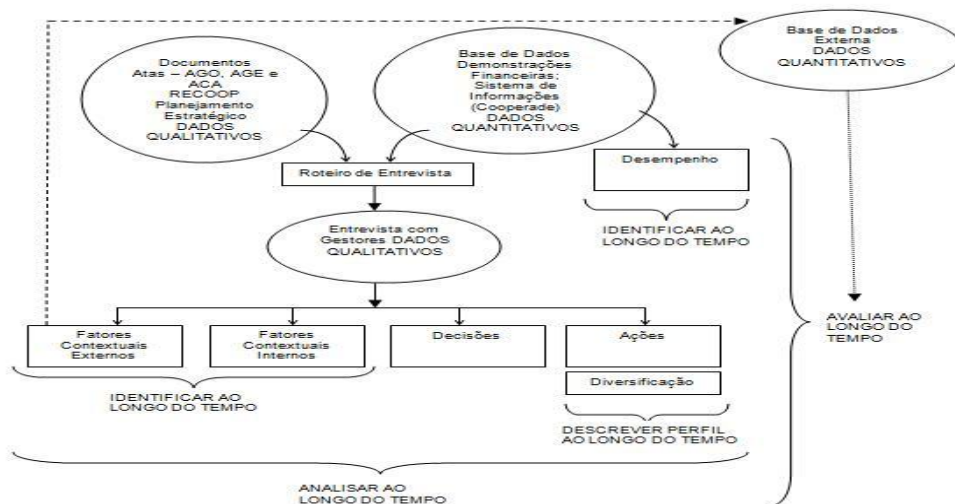 Documentos
Atas – AGO, AGE e
ACA
RECOOP
Planejamento
Estratégico
DADOS
QUALITATIVOS
Base de Dados
Demonstrações
Financeiras;
Sistema de
Informações
(Cooperade)
DADOS
QUANTITATIVOS
Base de Dados
Externa
DADOS
QUANTITATIVOS
Roteiro de Entrevista
Desempenho
IDENTIFICAR AO
LONGO DO TEMPO
Entrevista com
Gestores DADOS
QUALITATIVOS
Fatores
Contextuais
Externos
Fatores
Contextuais
Internos
Decisões
Ações
Diversificação
AVALIAR AO
LONGO DO
TEMPO
IDENTIFICAR AO
LONGO DO TEMPO
DESCREVER PERFIL
AO LONGO DO TEMPO
ANALISAR AO
LONGO DO TEMPO